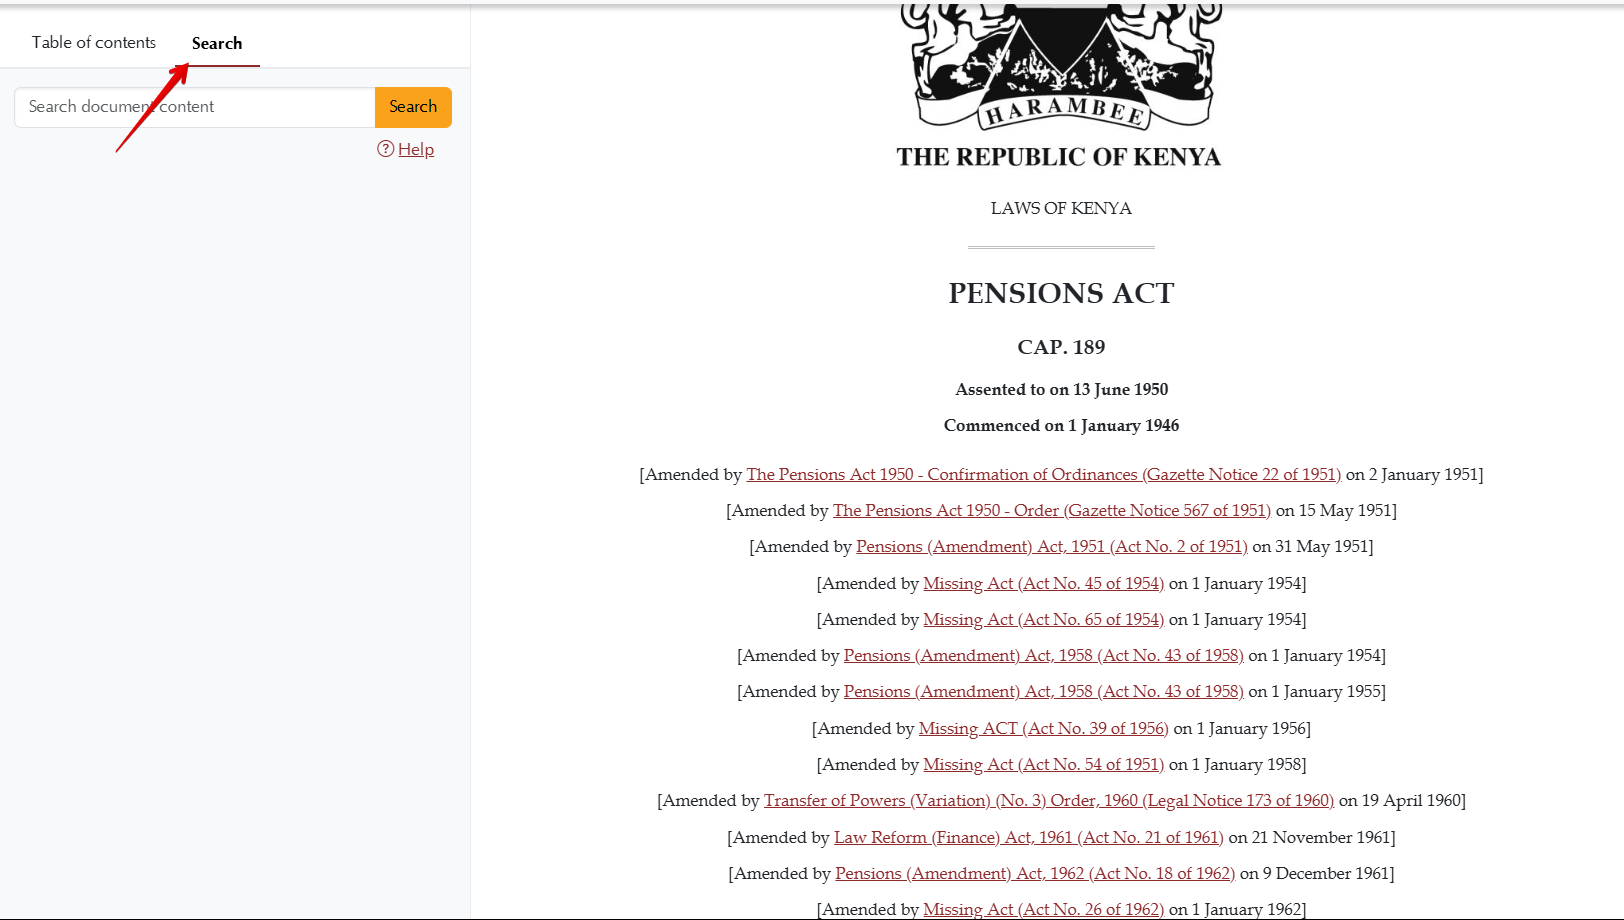 Table of contents
Search
Search document content
Search
Help
HARAMBEE
THE REPUBLIC OF KENYA
LAWS OF KENYA
PENSIONS ACT
CAP. 189
Assented to on 13 June 1950
Commenced on 1 January 1946
[Amended by The Pensions Act 1950 - Confirmation of Ordinances (Gazette Notice 22 of 1951) on 2 January 1951]
[Amended by The Pensions Act 1950 - Order (Gazette Notice 567 of 1951) on 15 May 1951]
[Amended by Pensions (Amendment) Act, 1951 (Act No. 2 of 1951) on 31 May 1951]
[Amended by Missing Act (Act No. 45 of 1954) on 1 January 1954]
[Amended by Missing Act (Act No. 65 of 1954) on 1 January 1954]
[Amended by Pensions (Amendment) Act, 1958 (Act No. 43 of 1958) on 1 January 1954]
[Amended by Pensions (Amendment) Act, 1958 (Act No. 43 of 1958) on 1 January 1955]
[Amended by Missing ACT (Act No. 39 of 1956) on 1 January 1956]
[Amended by Missing Act (Act No. 54 of 1951) on 1 January 1958]
[Amended by Transfer of Powers (Variation) (No. 3) Order, 1960 (Legal Notice 173 of 1960) on 19 April 1960]
[Amended by Law Reform (Finance) Act, 1961 (Act No. 21 of 1961) on 21 November 1961]
[Amended by Pensions (Amendment) Act, 1962 (Act No. 18 of 1962) on 9 December 1961]
[Amended by Missing Act (Act No. 26 of 1962) on 1 January 1962]